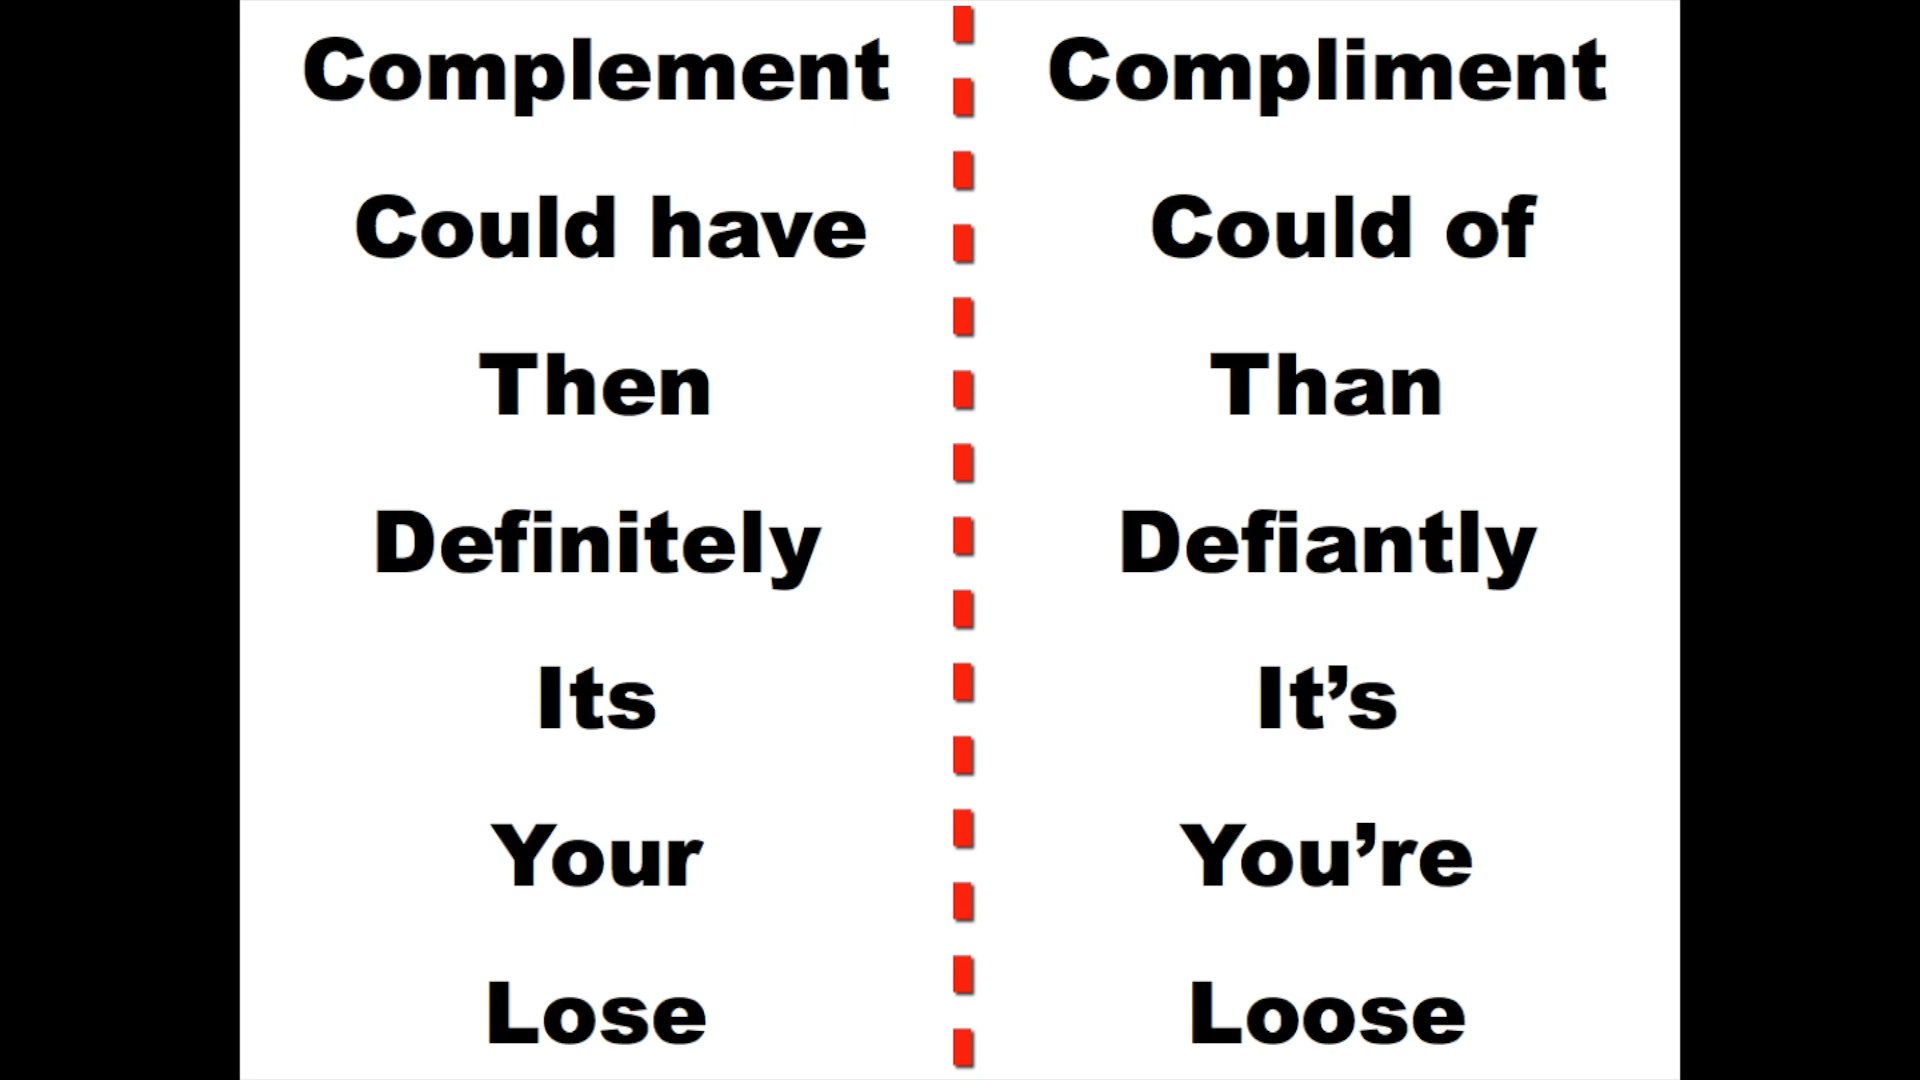 Complement Compliment
Could have Could of
Then Than
Definitely Defiantly
Its It’s
Your You’re
Lose Loose